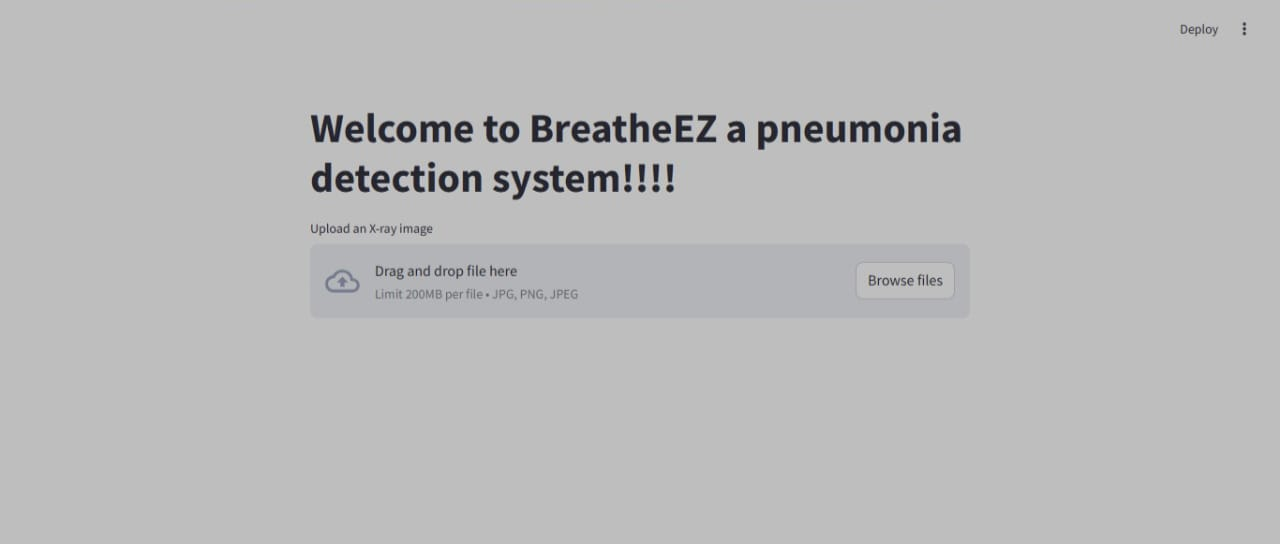 Deploy
Welcome to BreatheEZ a pneumonia
detection system!!!!
Upload an X-ray image
Drag and drop file here
Limit 200MB per file • JPG, PNG, JPEG
Browse files